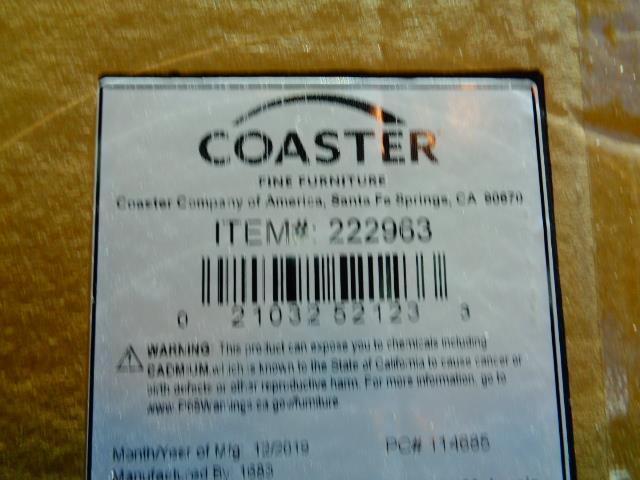 COASTER
FINE FURNITURE
Coaster Company of America, Santa Fe Springs, CA 90670
ITEM#: 222963
0 21032 52123 3
WARNING This product can expose you to chemicals including
CADMIUM,which is known to the State of California to cause cancer or
birth defects or other reproductive harm. For more information, go to
www.P65Warnings.ca.gov/furniture
Month/Year of Mfg 12/2019 PC# 114685
Manufactured By 1883